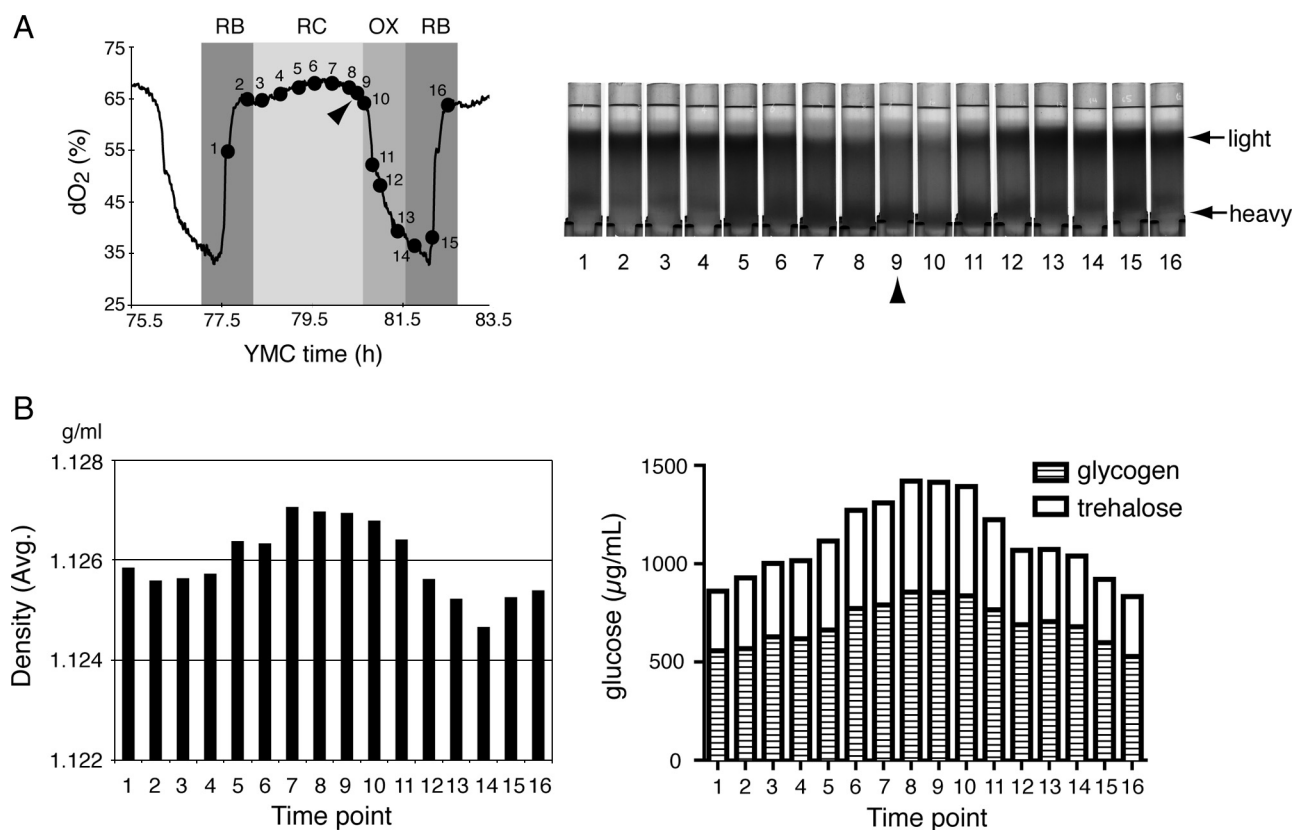 A
RB RC OX RB
75
65
55
45
35
25
dO2 (%)
1 2 3 4 5 6 7 8 9 10 11 12 13 14 15 16
75.5 77.5 79.5 81.5 83.5
YMC time (h)
light
heavy
1 2 3 4 5 6 7 8 9 10 11 12 13 14 15 16
B
g/ml
1.128
1.126
1.124
1.122
Density (Avg.)
1 2 3 4 5 6 7 8 9 10 11 12 13 14 15 16
Time point
1500
1000
500
0
glucose (µg/mL)
glycogen
trehalose
1 2 3 4 5 6 7 8 9 10 11 12 13 14 15 16
Time point